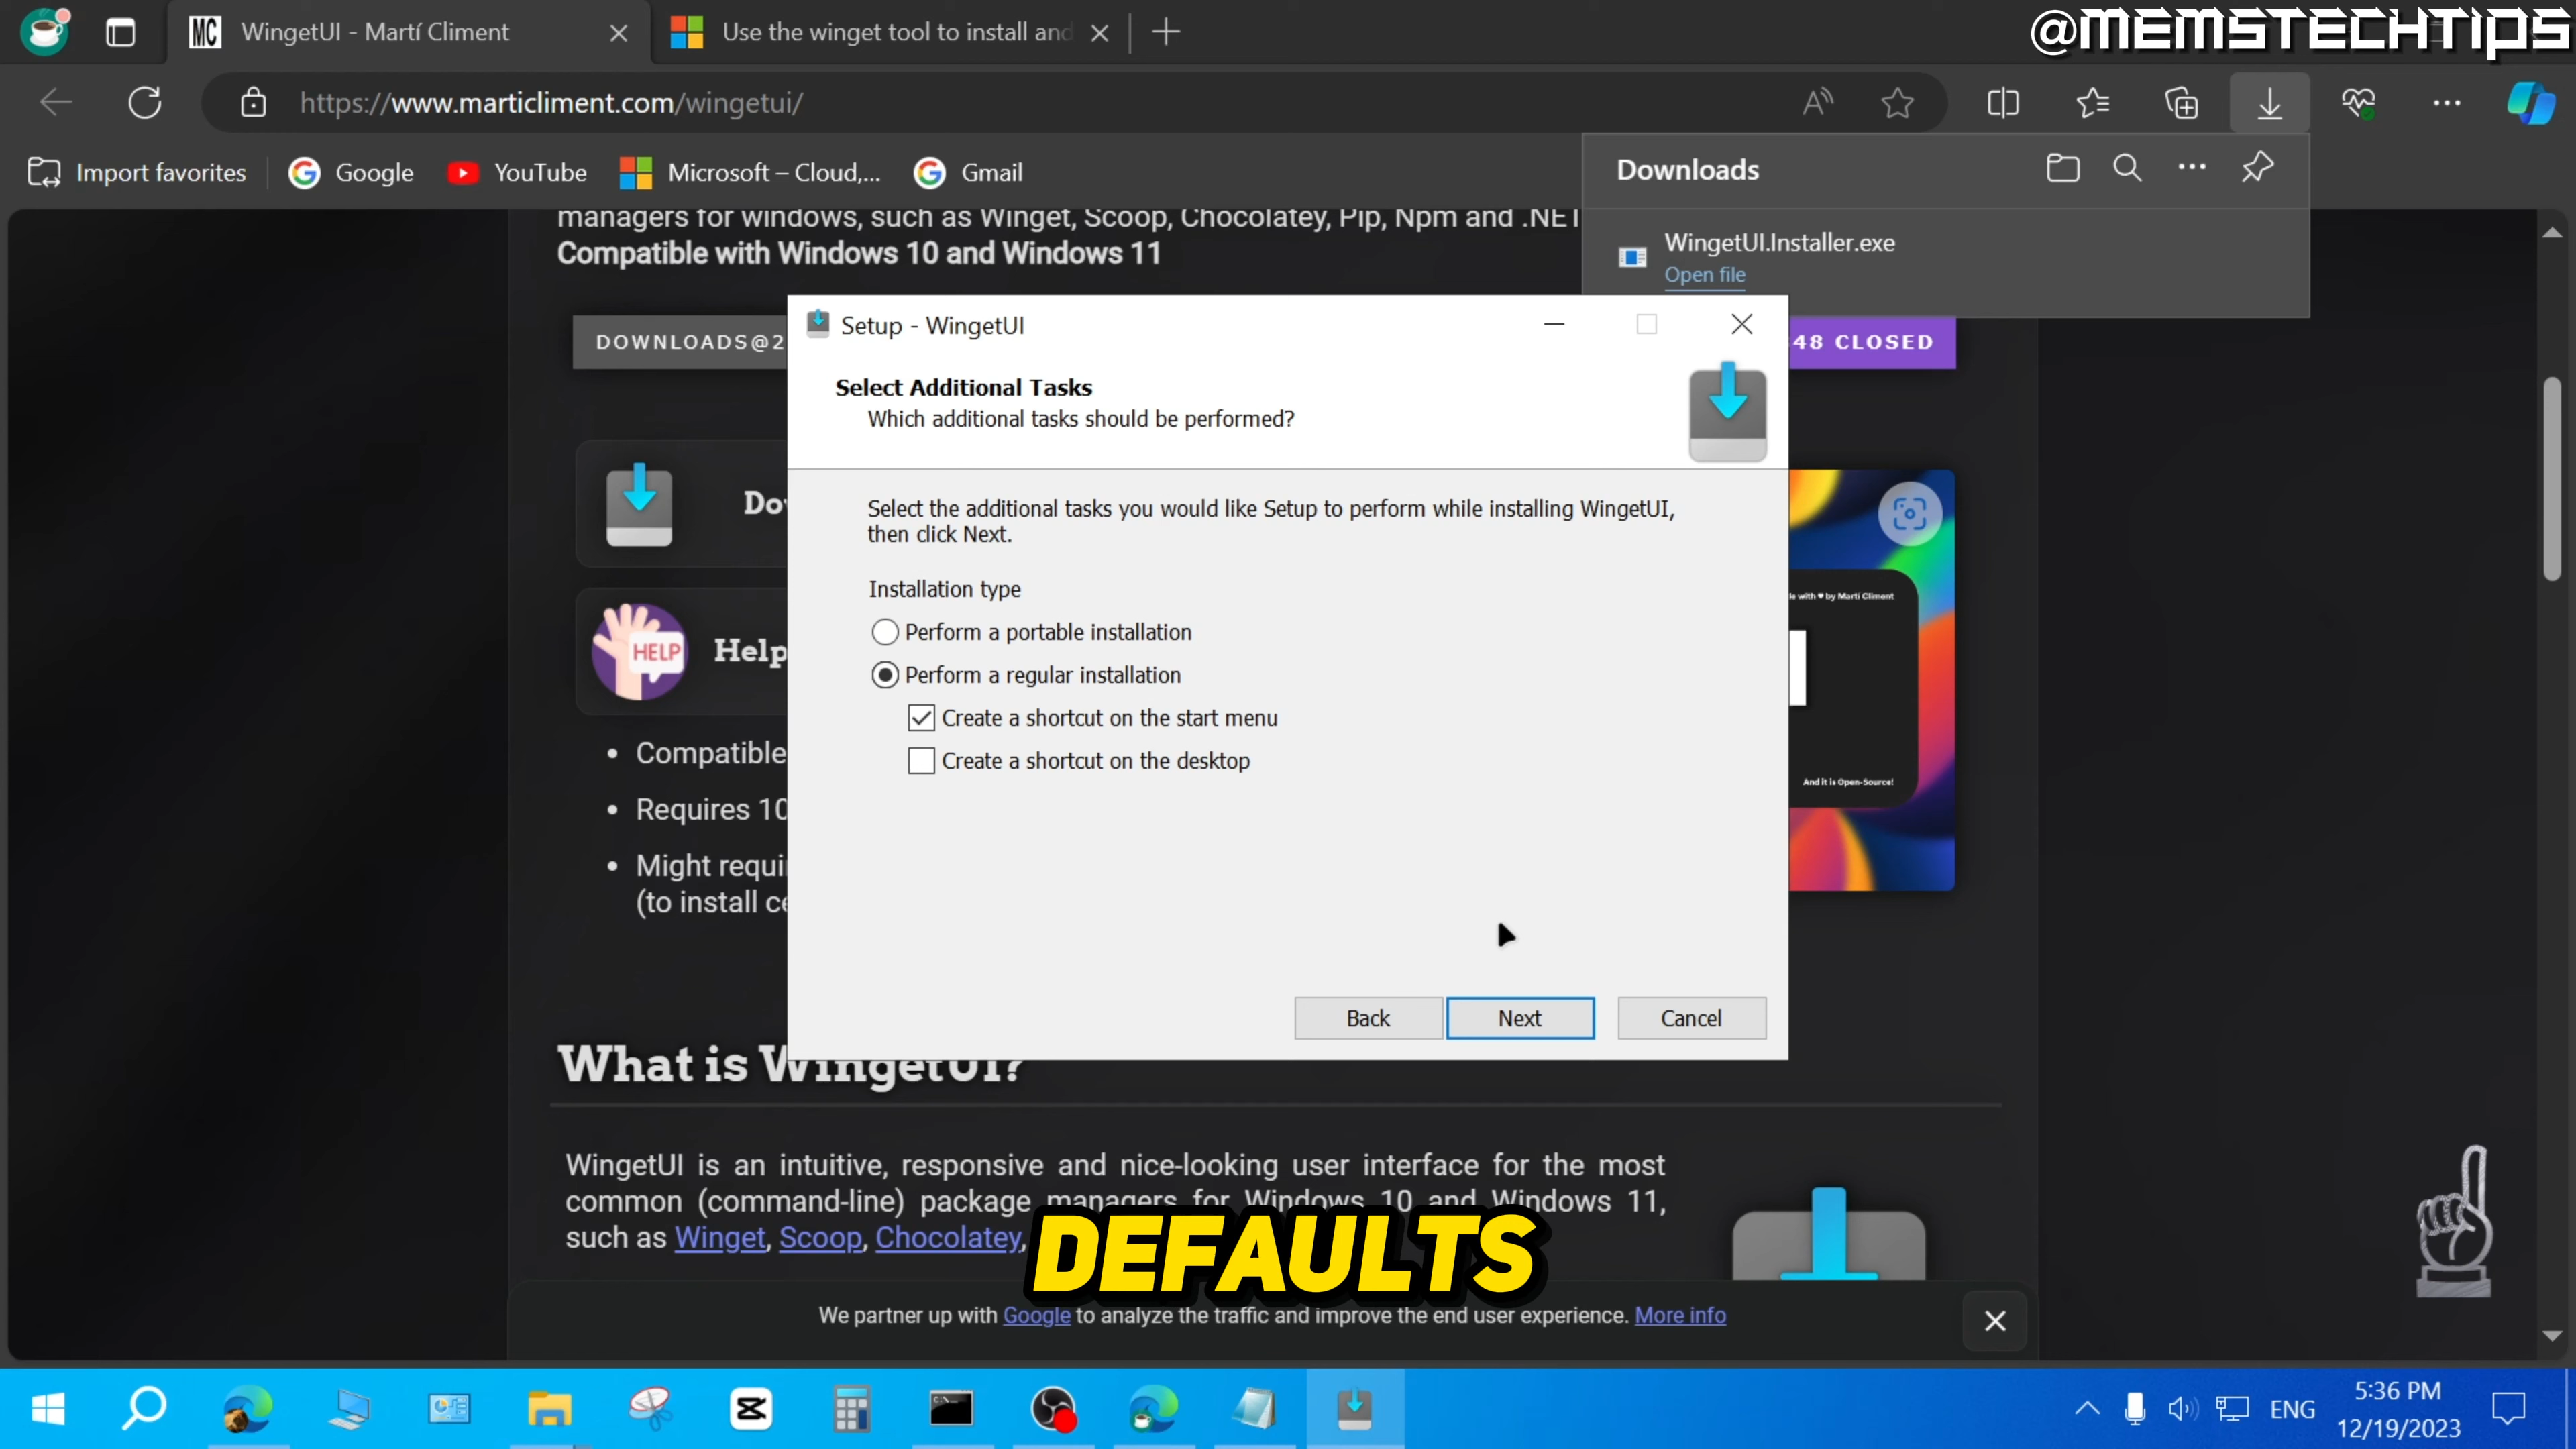 @MEMSTECHTIPS
MC WingetUI - Martí Climent
Use the winget tool to install and
https://www.marticliment.com/wingetui/
Import favorites
Google
YouTube
Microsoft – Cloud,...
Gmail
Downloads
WingetUI.Installer.exe
Open file
managers for windows, such as Winget, Scoop, Chocolatey, Pip, Npm and .NET
Compatible with Windows 10 and Windows 11
DOWNLOADS@2
48 CLOSED
Setup - WingetUI
Select Additional Tasks
Which additional tasks should be performed?
Select the additional tasks you would like Setup to perform while installing WingetUI,
then click Next.
Installation type
Perform a portable installation
Perform a regular installation
Create a shortcut on the start menu
Create a shortcut on the desktop
Back
Next
Cancel
HELP
Help
• Compatible
• Requires 10
• Might requi
(to install
with ♥ by Martí Climent
And it is Open-Source!
What is WingetUI?
WingetUI is an intuitive, responsive and nice-looking user interface for the most
common (command-line) package managers for Windows 10 and Windows 11,
such as Winget, Scoop, Chocolatey,
DEFAULTS
We partner up with Google to analyze the traffic and improve the end user experience. More info
ENG
5:36 PM
12/19/2023